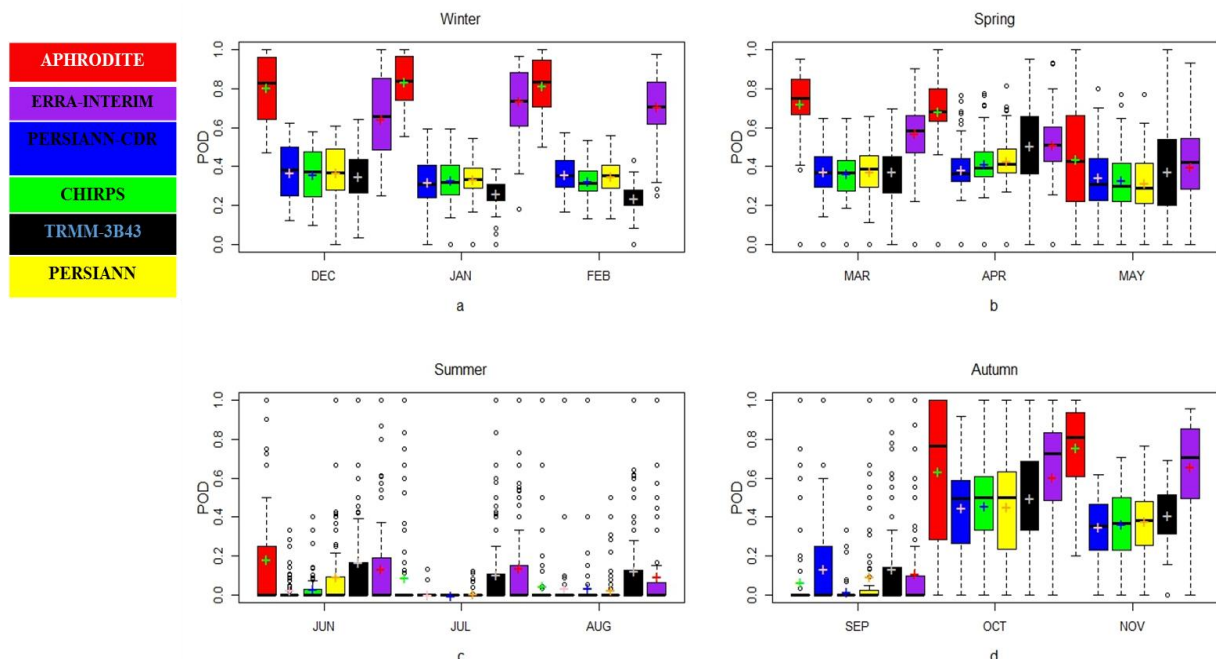 APHRODITE
ERRA-INTERIM
PERSIANN-CDR
CHIRPS
TRMM-3B43
PERSIANN
Winter
POD
0.0 0.2 0.4 0.6 0.8 1.0
DEC JAN FEB
a
Spring
POD
0.0 0.2 0.4 0.6 0.8 1.0
MAR APR MAY
b
Summer
POD
0.0 0.2 0.4 0.6 0.8 1.0
JUN JUL AUG
c
Autumn
POD
0.0 0.2 0.4 0.6 0.8 1.0
SEP OCT NOV
d